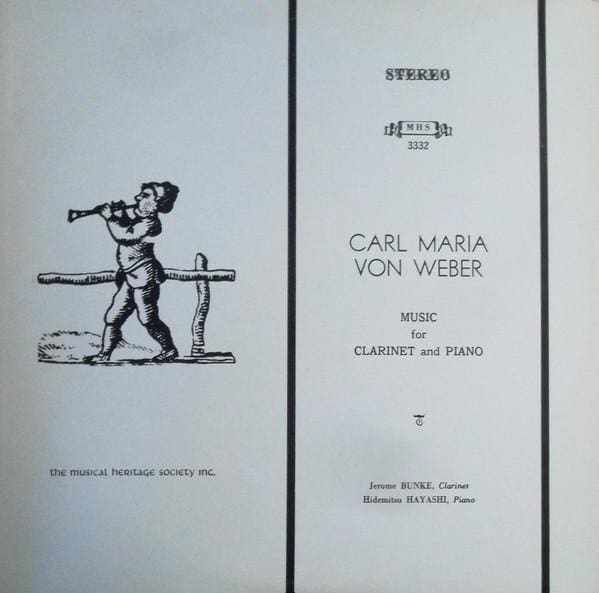 STEREO
MHS
3332
CARL MARIA
VON WEBER
MUSIC
for
CLARINET and PIANO
the musical heritage society inc.
Jerome BUNKE, Clarinet
Hidemitsu HAYASHI, Piano